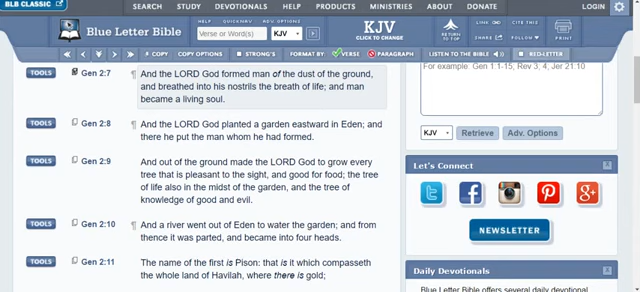 BLB CLASSIC
SEARCH STUDY DEVOTIONALS HELP PRODUCTS MINISTRIES ABOUT DONATE LOGIN
Blue Letter Bible
HELP QUICKNAV ADV. OPTIONS
Verse or Word(s) KJV
KJV
CLICK TO CHANGE
RETURN TO TOP
LINK
SHARE
CITE THIS
FOLLOW
PRINT
COPY COPY OPTIONS STRONG'S FORMAT BY: VERSE PARAGRAPH LISTEN TO THE BIBLE RED-LETTER
TOOLS Gen 2:7 ¶ And the LORD God formed man of the dust of the ground,
and breathed into his nostrils the breath of life; and man
became a living soul.
TOOLS Gen 2:8 ¶ And the LORD God planted a garden eastward in Eden; and
there he put the man whom he had formed.
TOOLS Gen 2:9 And out of the ground made the LORD God to grow every
tree that is pleasant to the sight, and good for food; the tree
of life also in the midst of the garden, and the tree of
knowledge of good and evil.
TOOLS Gen 2:10 ¶ And a river went out of Eden to water the garden; and from
thence it was parted, and became into four heads.
TOOLS Gen 2:11 The name of the first is Pison: that is it which compasseth
the whole land of Havilah, where there is gold;
For example. Gen 1:1-15, Rev 3, 4, Jer 21:10
KJV Retrieve Adv. Options
Let's Connect X
NEWSLETTER
Daily Devotionals X
Blue Letter Bible offers several daily devotional